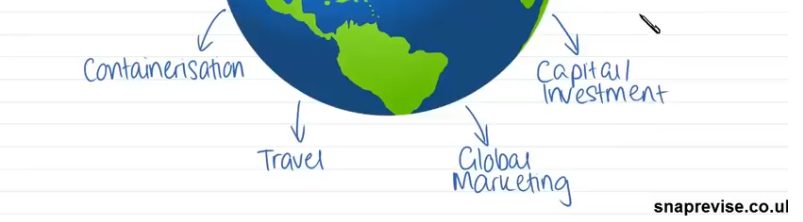 Containerisation
Capital/
Investment
Travel
Global
Marketing
snaprevise.co.uk